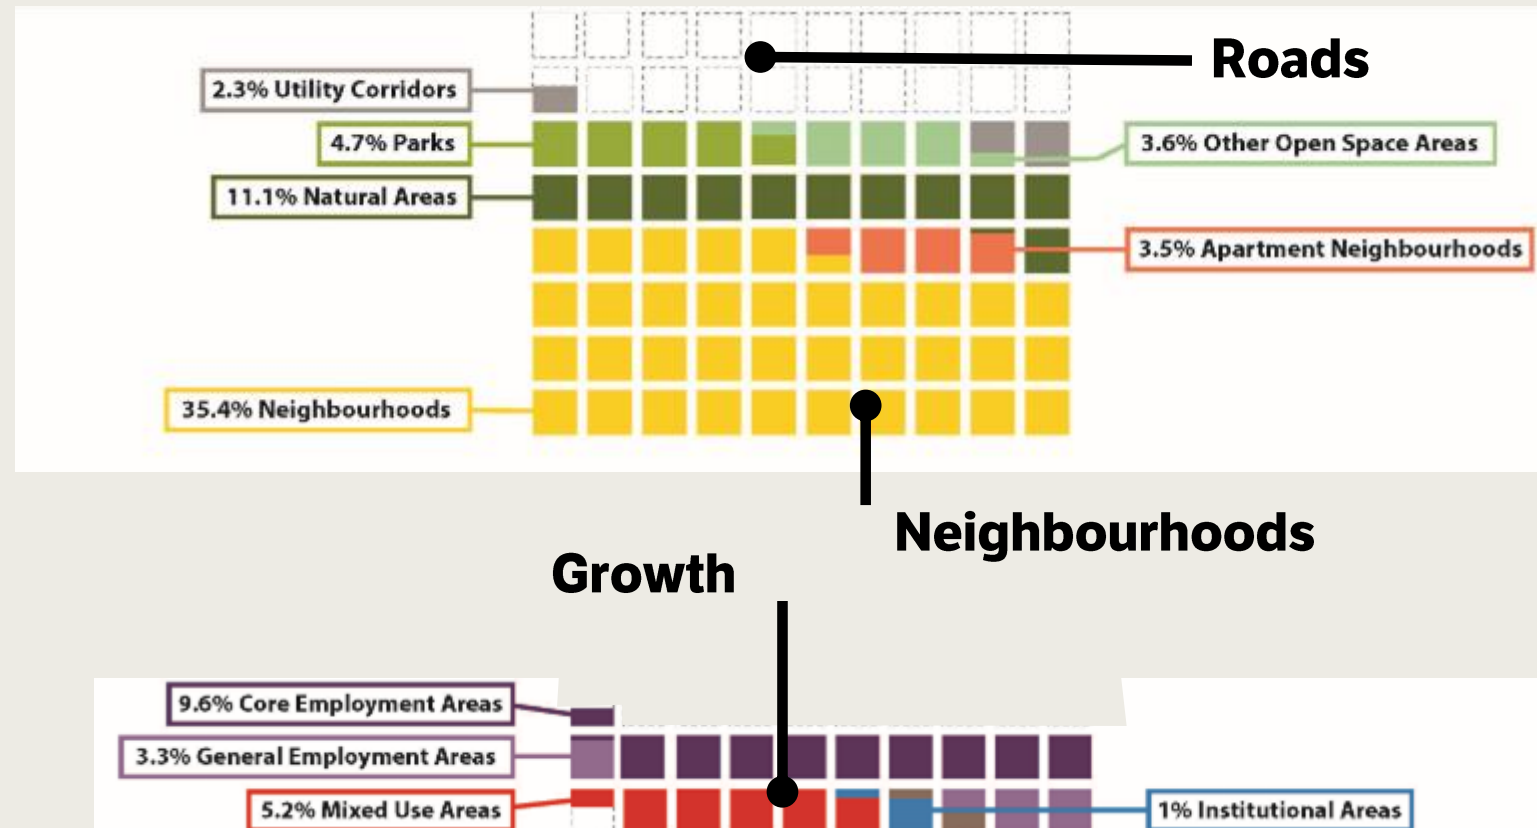 Roads
2.3% Utility Corridors
4.7% Parks
3.6% Other Open Space Areas
11.1% Natural Areas
3.5% Apartment Neighbourhoods
35.4% Neighbourhoods
Neighbourhoods
Growth
9.6% Core Employment Areas
3.3% General Employment Areas
5.2% Mixed Use Areas
1% Institutional Areas